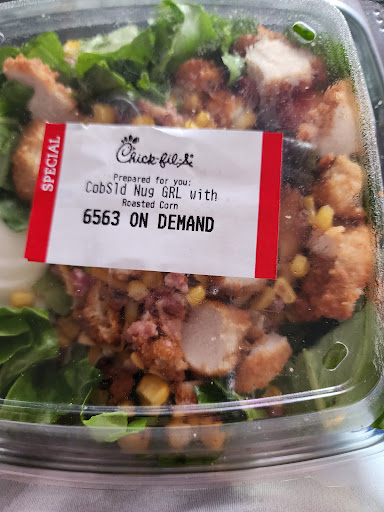 SPECIAL
Chick-fil-A
Prepared for you:
CobSld Nug GRL with
Roasted Corn
6563 ON DEMAND